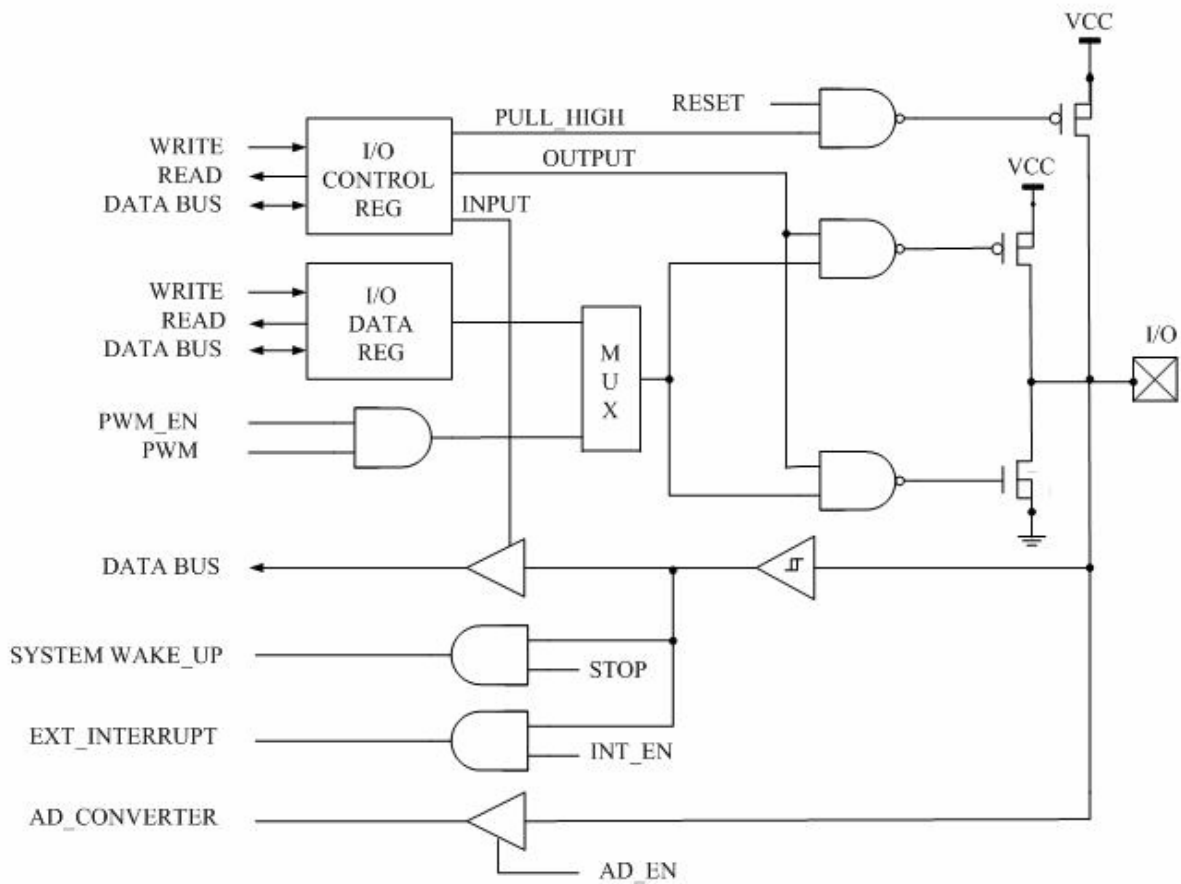 VCC
RESET
PULL_HIGH
WRITE
READ
DATA BUS
I/O
CONTROL
REG
OUTPUT
INPUT
VCC
WRITE
READ
DATA BUS
I/O
DATA
REG
M
U
X
I/O
PWM_EN
PWM
DATA BUS
SYSTEM WAKE_UP
STOP
EXT_INTERRUPT
INT_EN
AD_CONVERTER
AD_EN